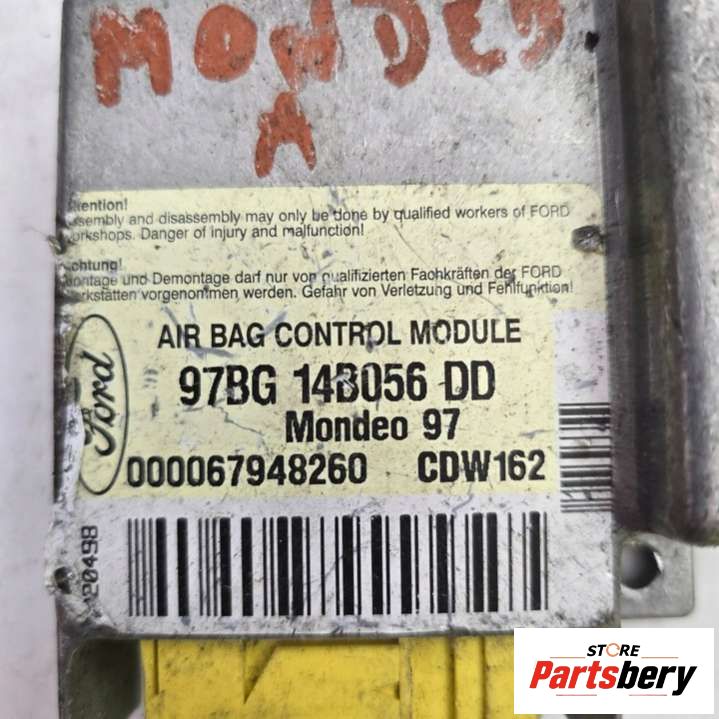 MONDEO
A
ttention!
ssembly and disassembly may only be done by qualified workers of FORD
orkshops. Danger of injury and malfunction!
chtung!
ontage und Demontage darf nur von qualifizierten Fachkräften der FORD
erkstätten vorgenommen werden. Gefahr von Verletzung und Fehlfunktion!
AIR BAG CONTROL MODULE
97BG 14B056 DD
Ford
Mondeo 97
000067948260 CDW162
20498
STORE
Partsbery